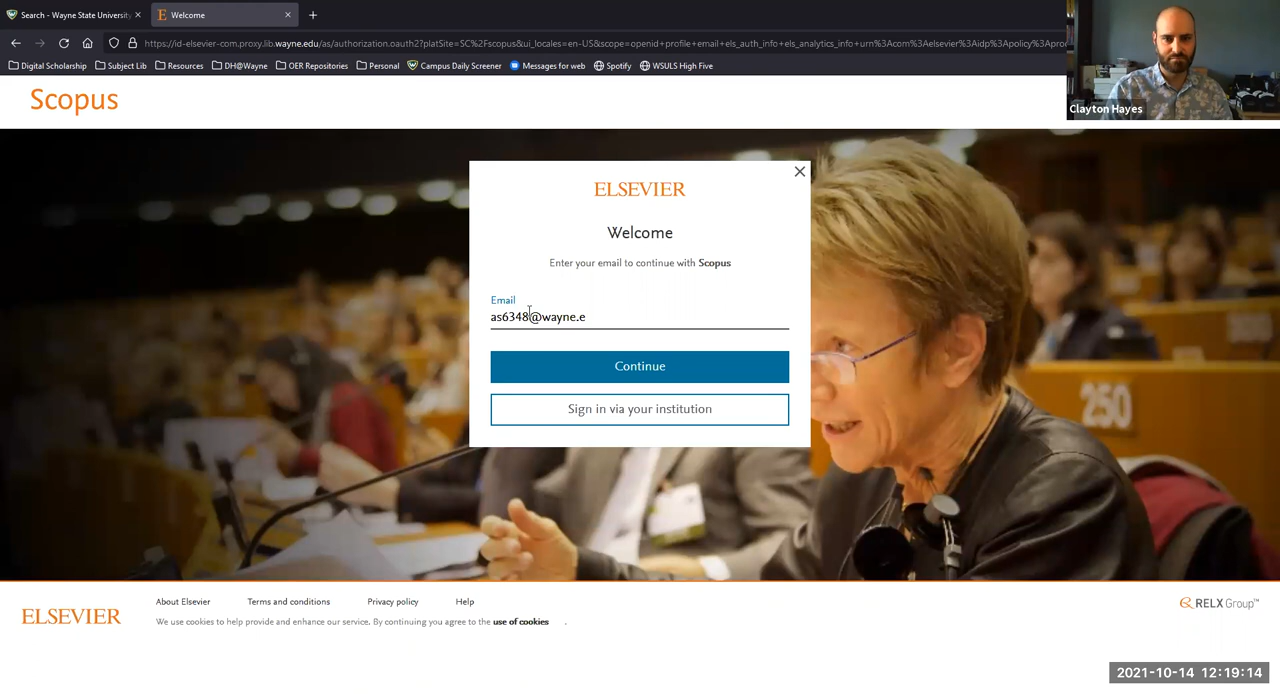 Search - Wayne State University
Welcome
https://id-elsevier-com.proxy.lib.wayne.edu/as/authorization.oauth2?platSite=SC%2Fscopus&ui_locales=en-US&scope=openid+profile+email+els_auth_info+els_analytics_info+urn%3Acom%3Aelsevier%3Aidp%3Apolicy%3Aproc
Digital Scholarship
Subject Lib
Resources
DH@Wayne
OER Repositories
Personal
Campus Daily Screener
Messages for web
Spotify
WSULS High Five
Clayton Hayes
Scopus
ELSEVIER
Welcome
Enter your email to continue with Scopus
Email
as6348@wayne.e
Continue
Sign in via your institution
250
ELSEVIER
About Elsevier
Terms and conditions
Privacy policy
Help
We use cookies to help provide and enhance our service. By continuing you agree to the use of cookies .
RELX Group™
2021-10-14 12:19:14